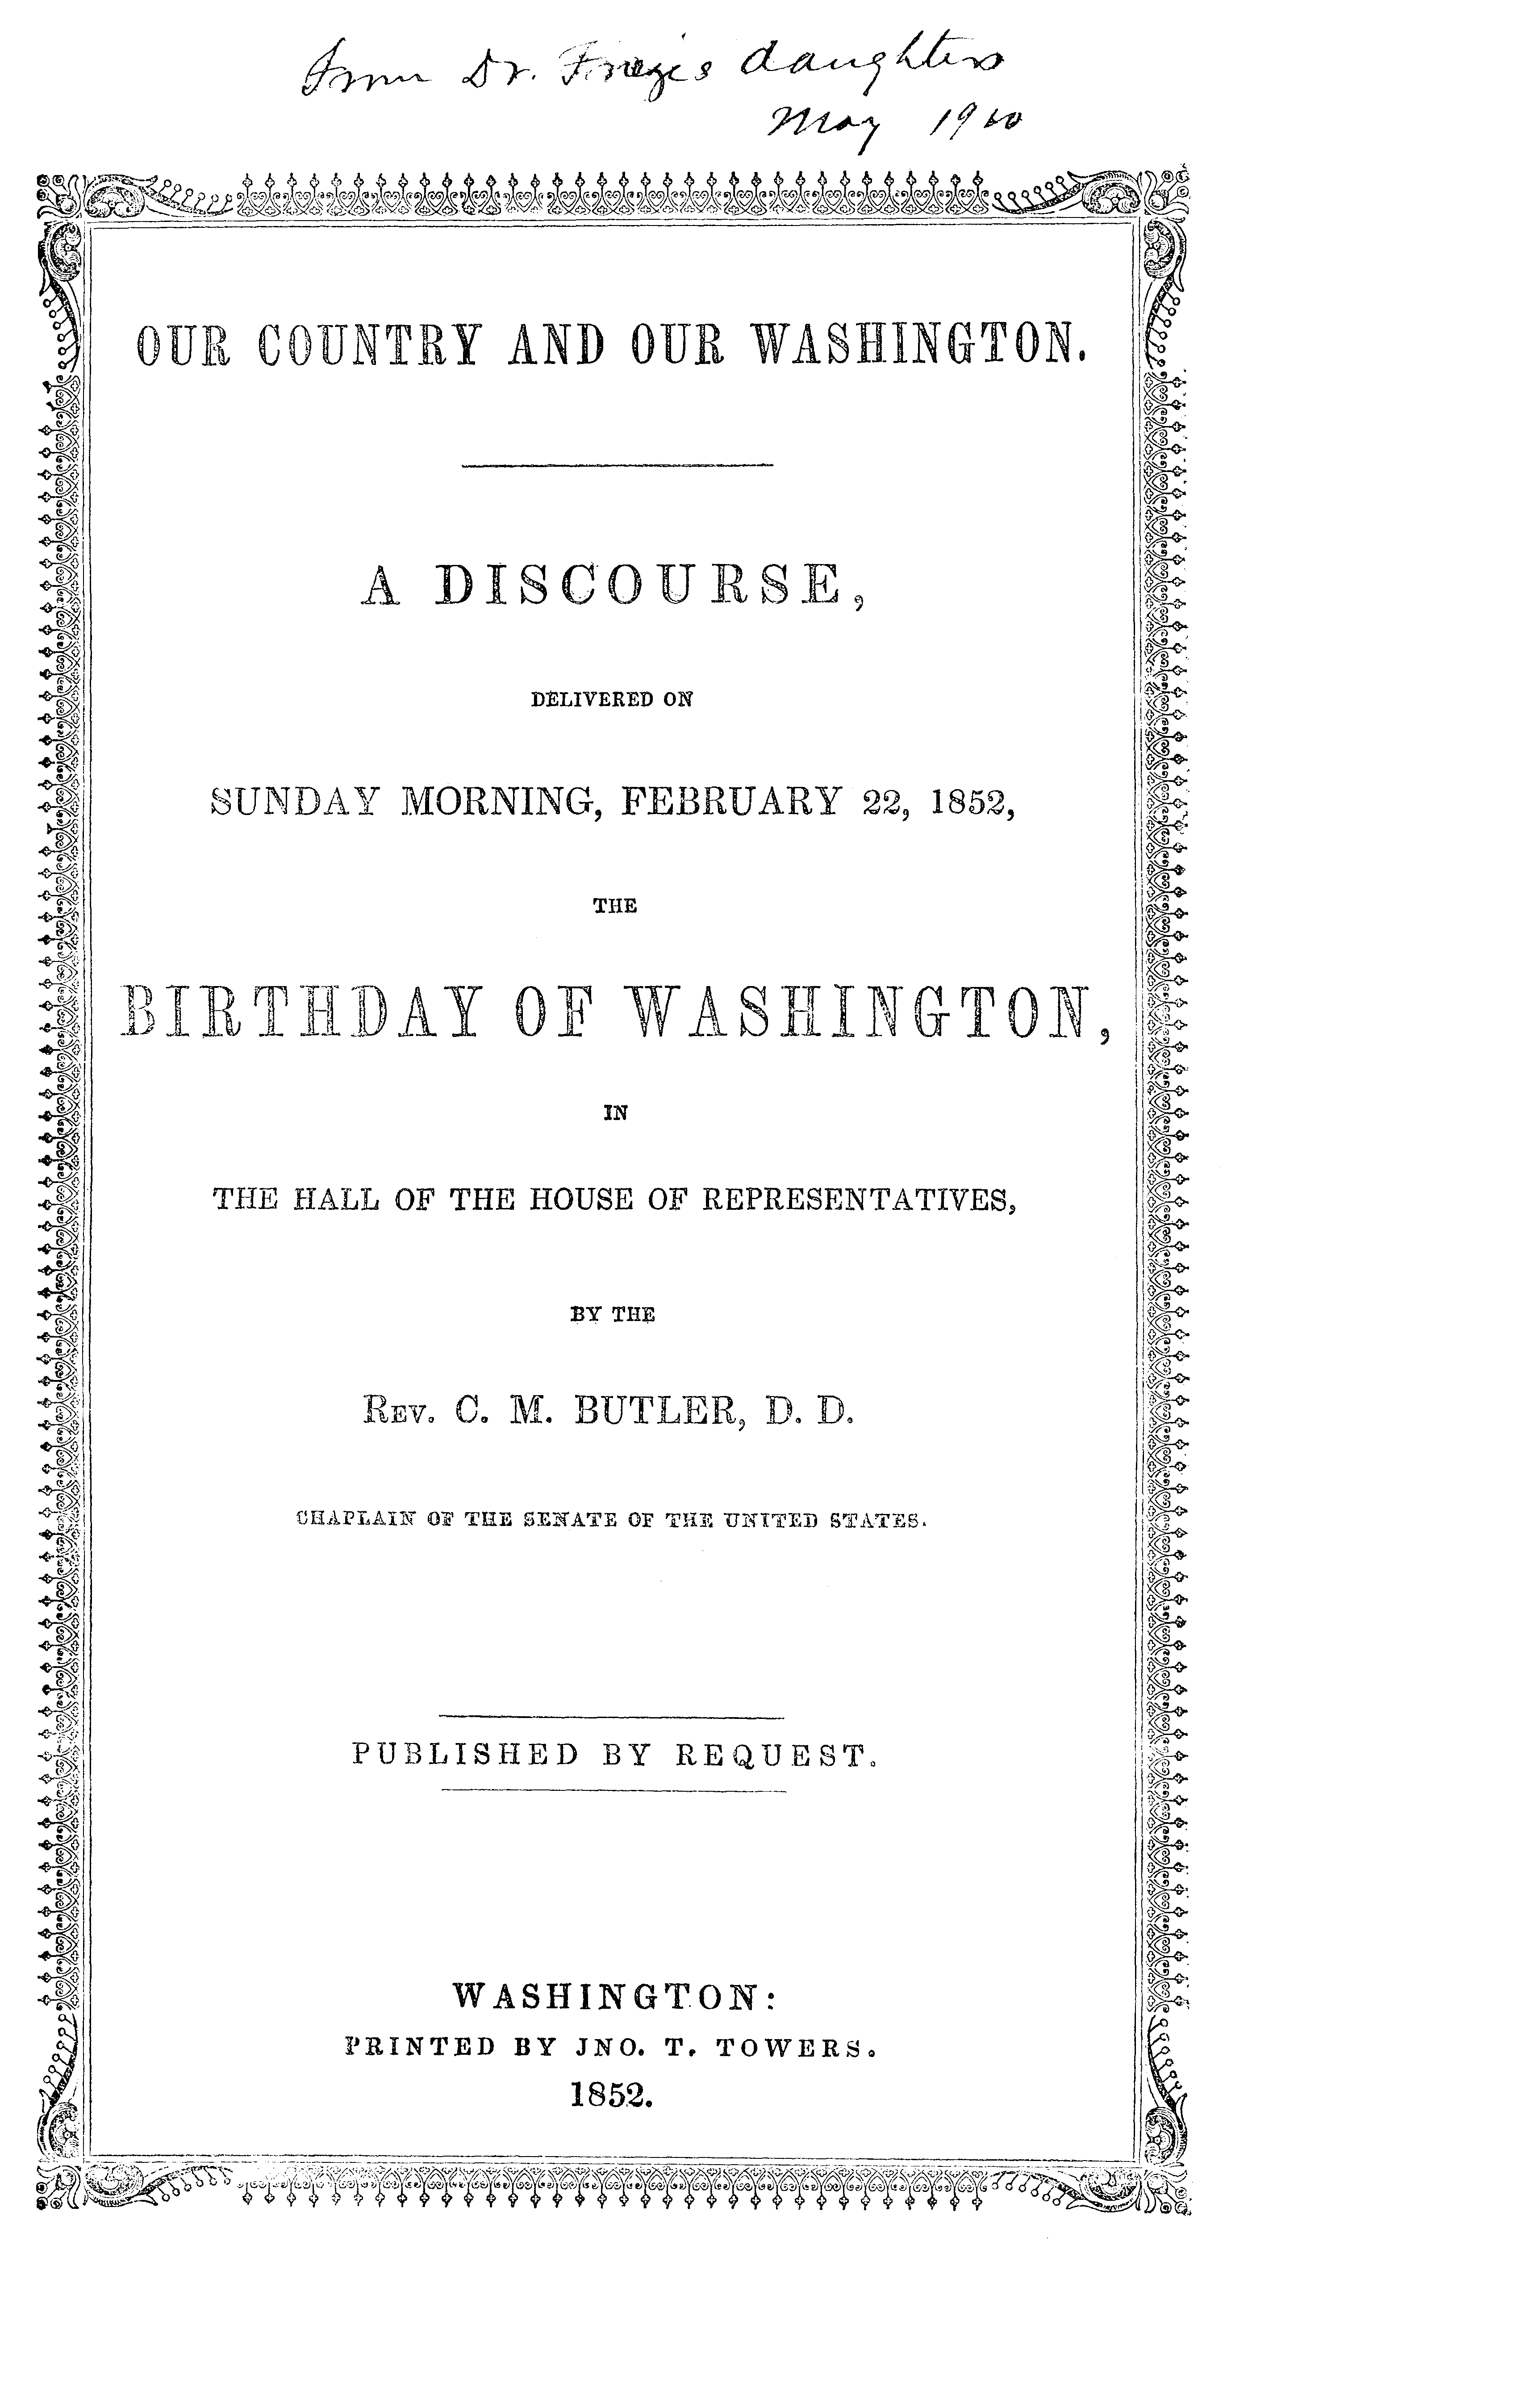 From Dr. Frieze's daughters
May 1910
OUR COUNTRY AND OUR WASHINGTON.
A DISCOURSE,
DELIVERED ON
SUNDAY MORNING, FEBRUARY 22, 1852,
THE
BIRTHDAY OF WASHINGTON,
IN
THE HALL OF THE HOUSE OF REPRESENTATIVES,
BY THE
REV. C. M. BUTLER, D. D.
CHAPLAIN OF THE SENATE OF THE UNITED STATES.
PUBLISHED BY REQUEST.
WASHINGTON:
PRINTED BY JNO. T. TOWERS.
1852.